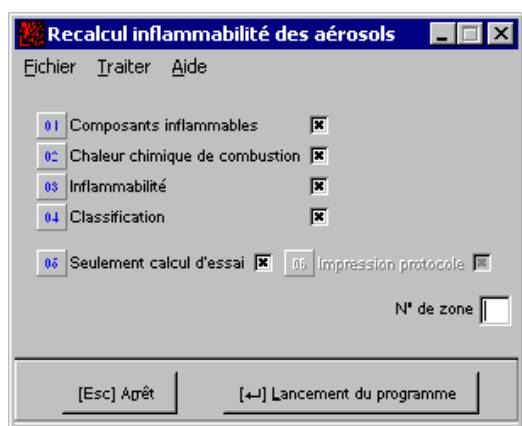 Recalcul inflammabilité des aérosols
Fichier Traiter Aide
01 Composants inflammables
02 Chaleur chimique de combustion
03 Inflammabilité
04 Classification
05 Seulement calcul d'essai 06 Impression protocole
N° de zone
[Esc] Arrêt [↵] Lancement du programme